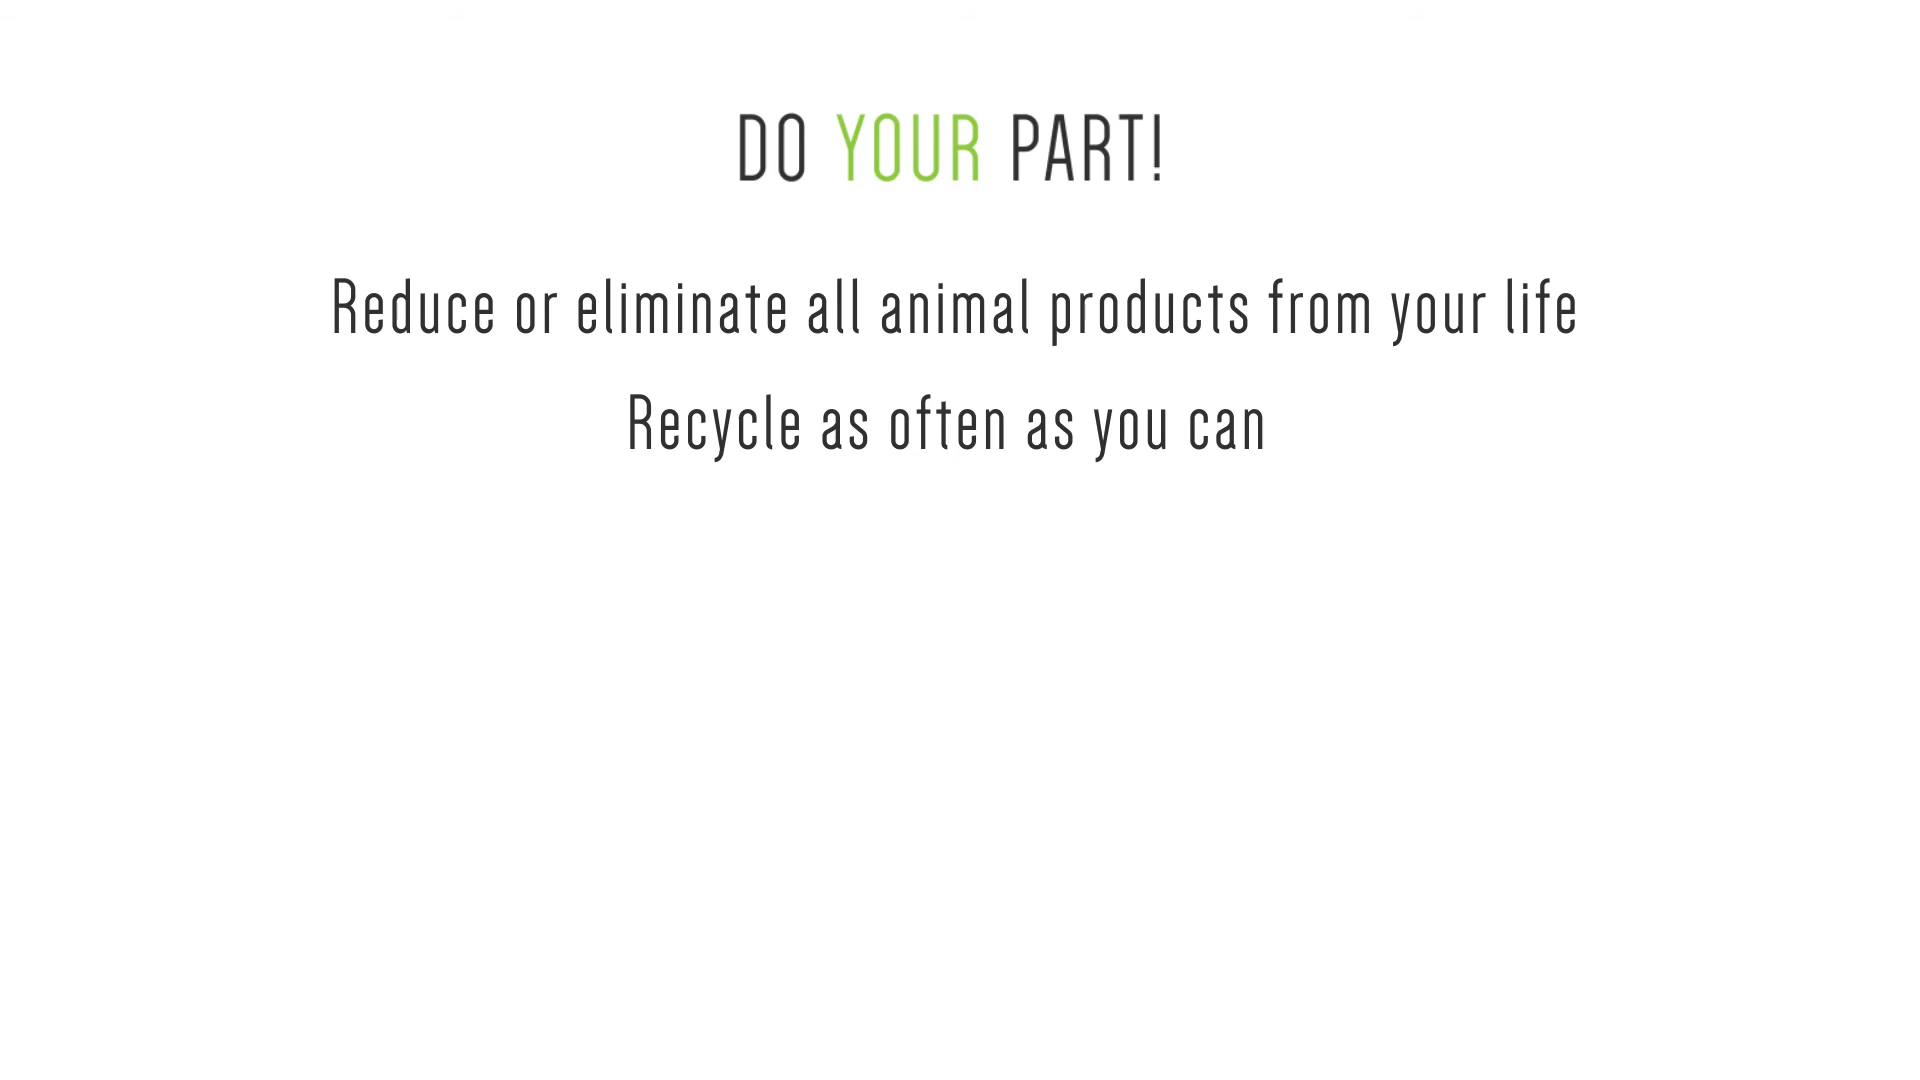 DO YOUR PART!
Reduce or eliminate all animal products from your life
Recycle as often as you can